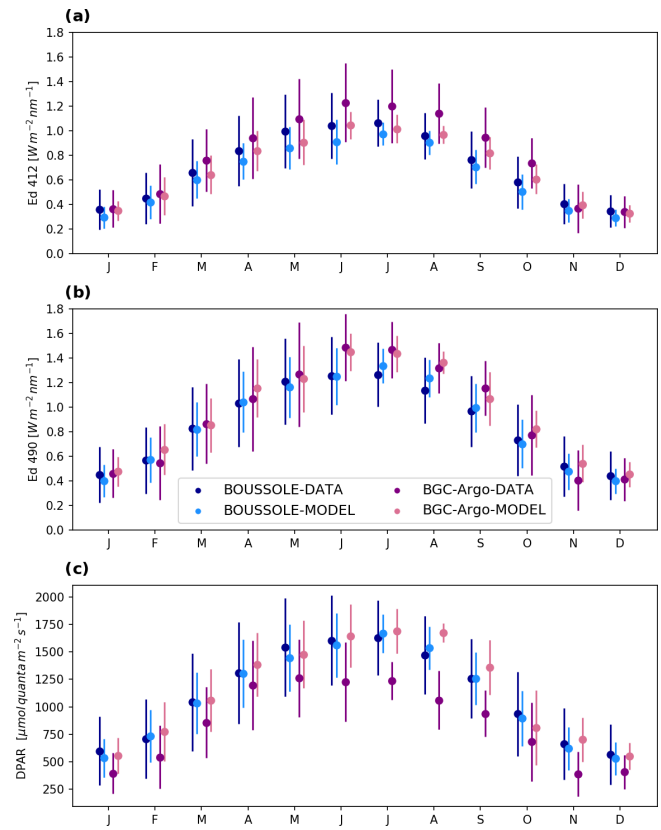 (a)
Ed 412 [W m⁻² nm⁻¹]
1.8
1.6
1.4
1.2
1.0
0.8
0.6
0.4
0.2
0.0
J F M A M J J A S O N D
(b)
Ed 490 [W m⁻² nm⁻¹]
1.8
1.6
1.4
1.2
1.0
0.8
0.6
0.4
0.2
0.0
BOUSSOLE-DATA BGC-Argo-DATA
BOUSSOLE-MODEL BGC-Argo-MODEL
J F M A M J J A S O N D
(c)
DPAR [μmol quanta m⁻² s⁻¹]
2000
1750
1500
1250
1000
750
500
250
J F M A M J J A S O N D